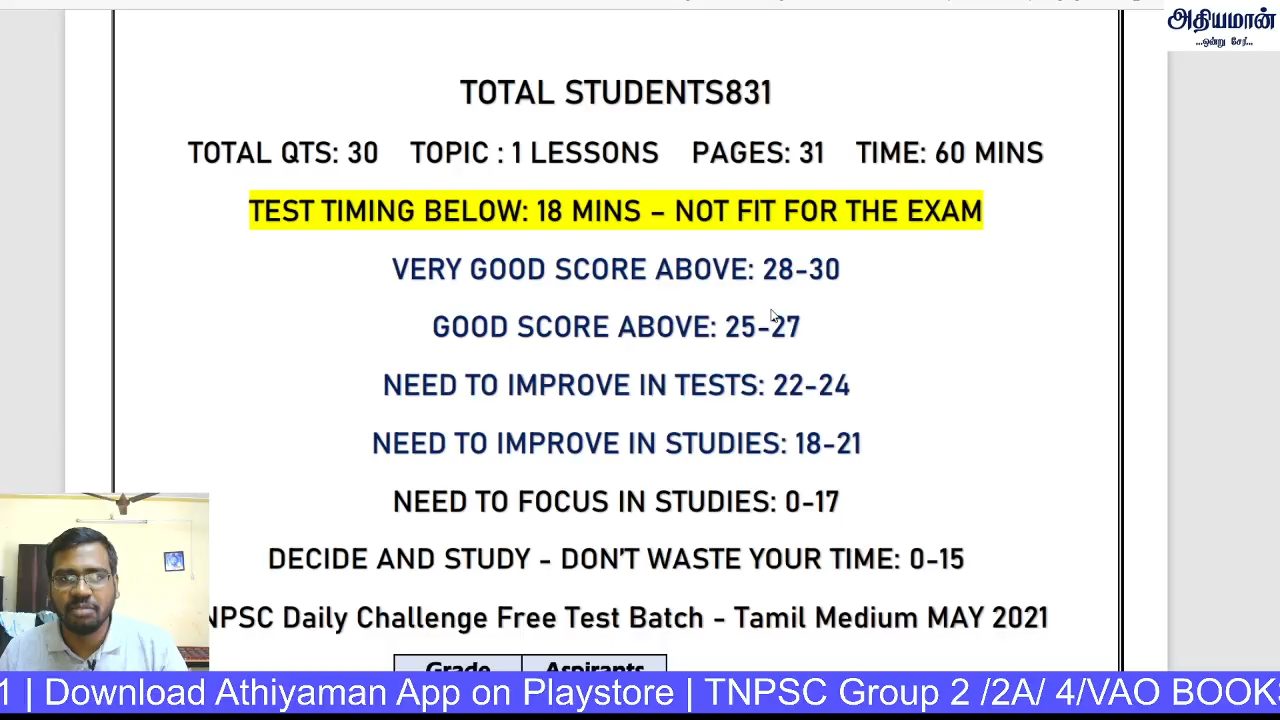 அதியமான்
...ஒன்று சேர்...
TOTAL STUDENTS831
TOTAL QTS: 30 TOPIC : 1 LESSONS PAGES: 31 TIME: 60 MINS
TEST TIMING BELOW: 18 MINS – NOT FIT FOR THE EXAM
VERY GOOD SCORE ABOVE: 28-30
GOOD SCORE ABOVE: 25-27
NEED TO IMPROVE IN TESTS: 22-24
NEED TO IMPROVE IN STUDIES: 18-21
NEED TO FOCUS IN STUDIES: 0-17
DECIDE AND STUDY - DON'T WASTE YOUR TIME: 0-15
NPSC Daily Challenge Free Test Batch - Tamil Medium MAY 2021
Grade Aspirants
1 | Download Athiyaman App on Playstore | TNPSC Group 2 /2A/ 4/VAO BOOK